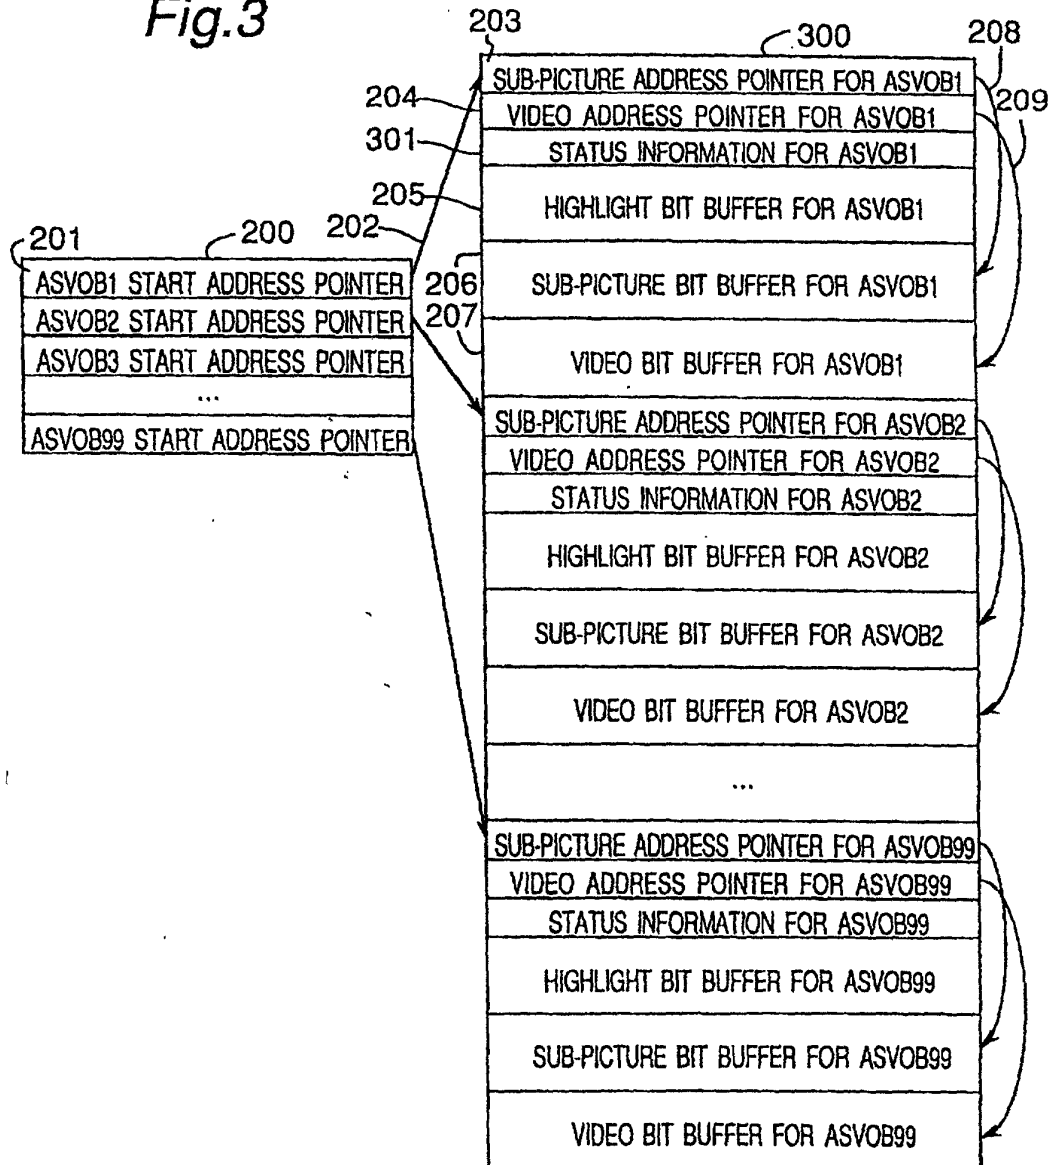 Fig.3
203
300
208
SUB-PICTURE ADDRESS POINTER FOR ASVOB1
204
VIDEO ADDRESS POINTER FOR ASVOB1
209
301
STATUS INFORMATION FOR ASVOB1
205
HIGHLIGHT BIT BUFFER FOR ASVOB1
202
201
200
ASVOB1 START ADDRESS POINTER
206
SUB-PICTURE BIT BUFFER FOR ASVOB1
ASVOB2 START ADDRESS POINTER
207
ASVOB3 START ADDRESS POINTER
VIDEO BIT BUFFER FOR ASVOB1
...
ASVOB99 START ADDRESS POINTER
SUB-PICTURE ADDRESS POINTER FOR ASVOB2
VIDEO ADDRESS POINTER FOR ASVOB2
STATUS INFORMATION FOR ASVOB2
HIGHLIGHT BIT BUFFER FOR ASVOB2
SUB-PICTURE BIT BUFFER FOR ASVOB2
VIDEO BIT BUFFER FOR ASVOB2
...
SUB-PICTURE ADDRESS POINTER FOR ASVOB99
VIDEO ADDRESS POINTER FOR ASVOB99
STATUS INFORMATION FOR ASVOB99
HIGHLIGHT BIT BUFFER FOR ASVOB99
SUB-PICTURE BIT BUFFER FOR ASVOB99
VIDEO BIT BUFFER FOR ASVOB99